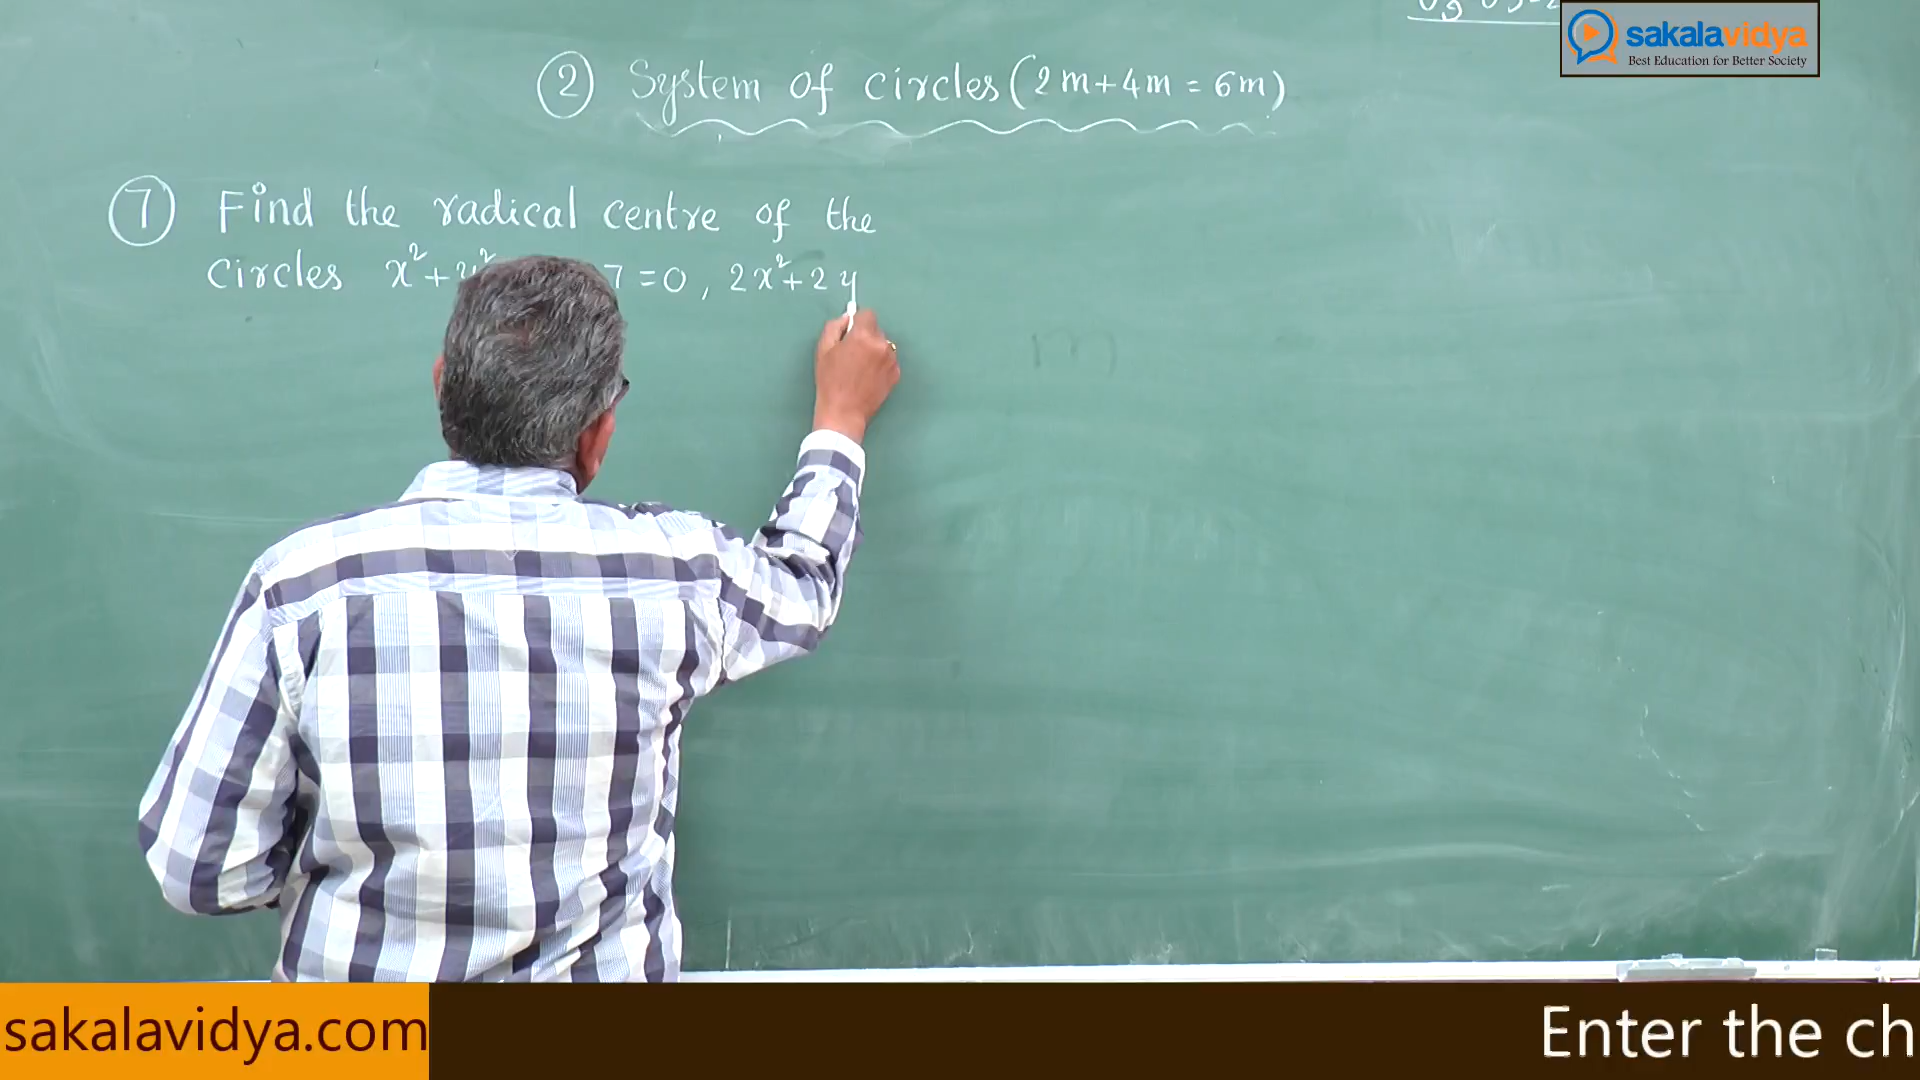 sakalavidya
Best Education for Better Society
② System of circles (2m+4m = 6m)
⑦ Find the radical centre of the
circles x²+y² 7 =0, 2x²+2y
sakalavidya.com
Enter the ch